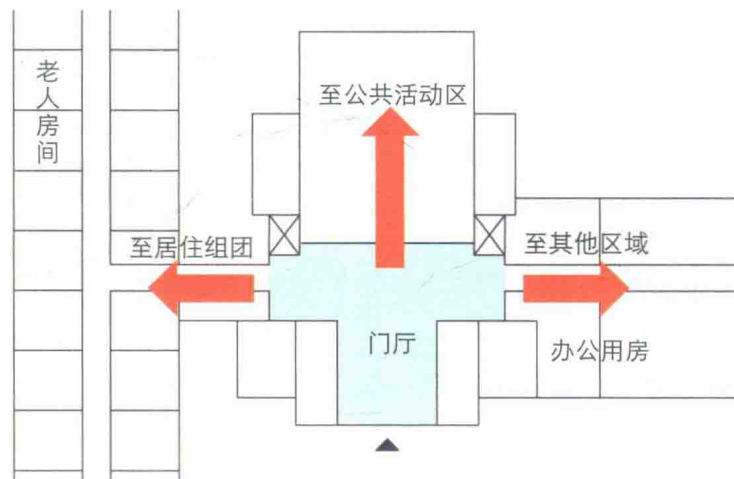 至公共活动区
老人房间
至居住组团
至其他区域
门厅
办公用房